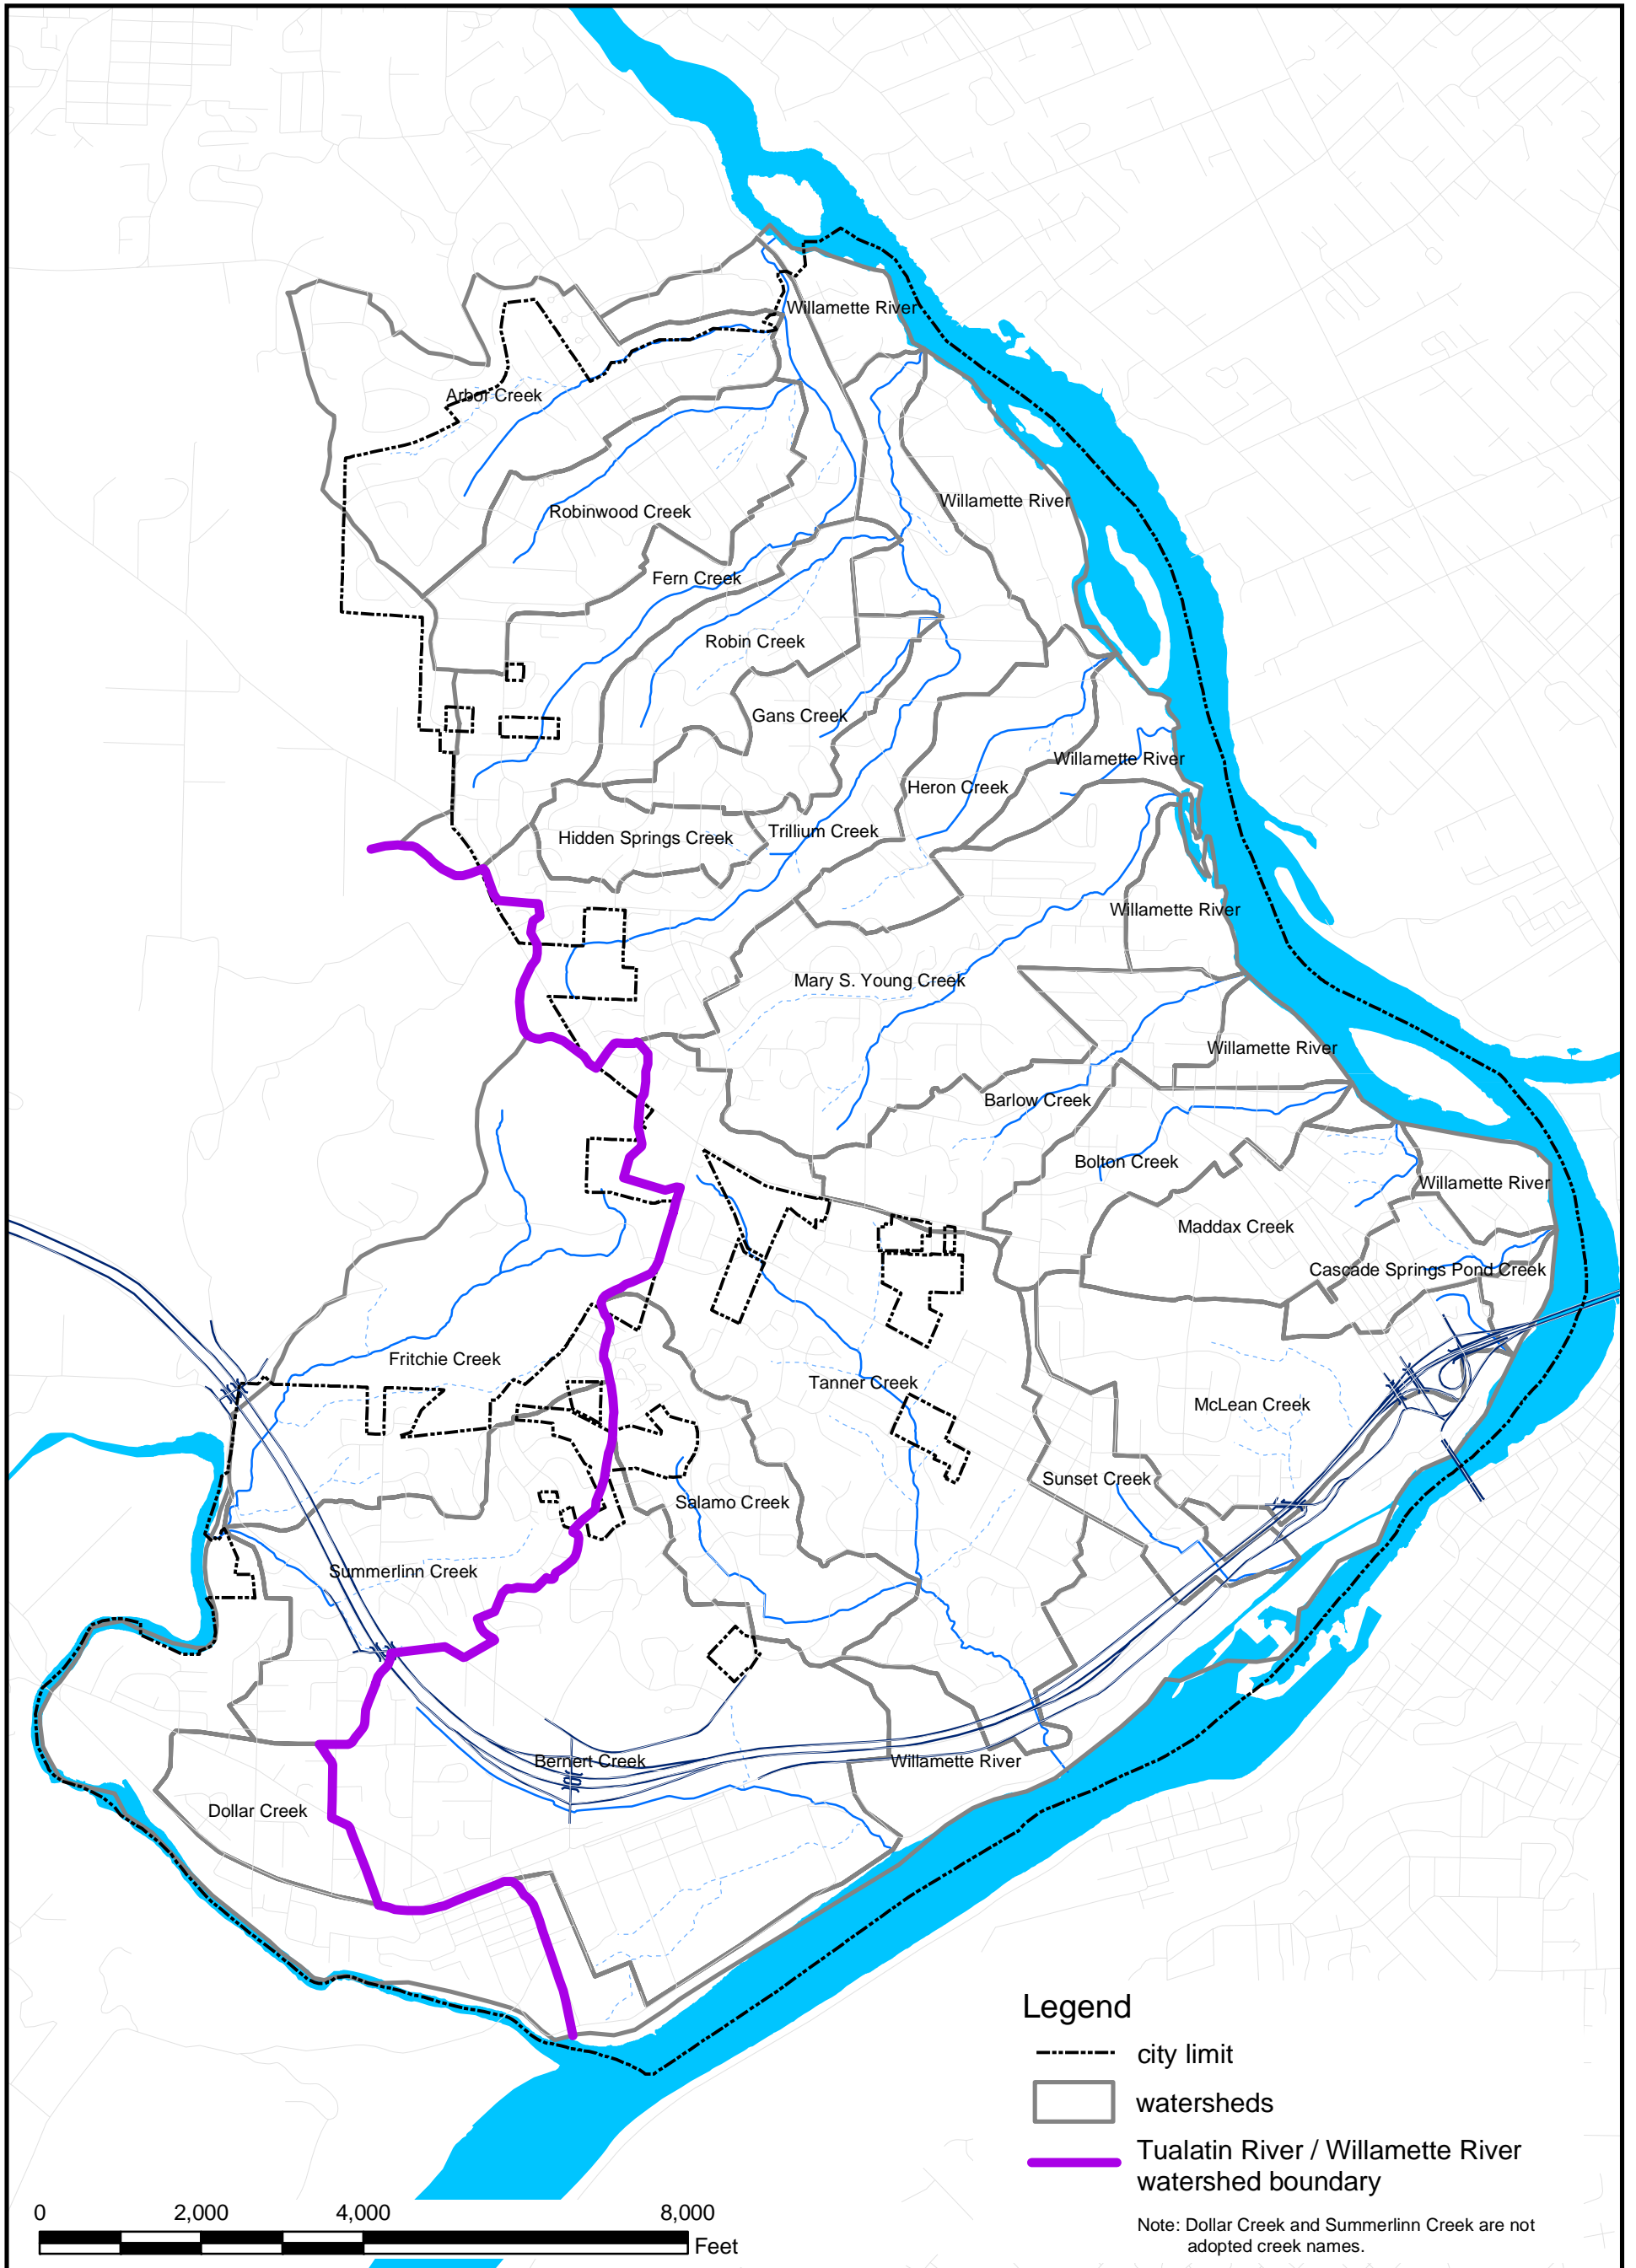 Willamette River
Arbor Creek
Willamette River
Robinwood Creek
Fern Creek
Robin Creek
Gans Creek
Willamette River
Heron Creek
Trillium Creek
Hidden Springs Creek
Willamette River
Mary S. Young Creek
Willamette River
Barlow Creek
Bolton Creek
Willamette River
Maddax Creek
Cascade Springs Pond Creek
Fritchie Creek
Tanner Creek
McLean Creek
Sunset Creek
Salamo Creek
Summerlinn Creek
Bernert Creek
Willamette River
Dollar Creek
Legend
city limit
watersheds
Tualatin River / Willamette River
watershed boundary
Note: Dollar Creek and Summerlinn Creek are not
adopted creek names.
0 2,000 4,000 8,000
Feet